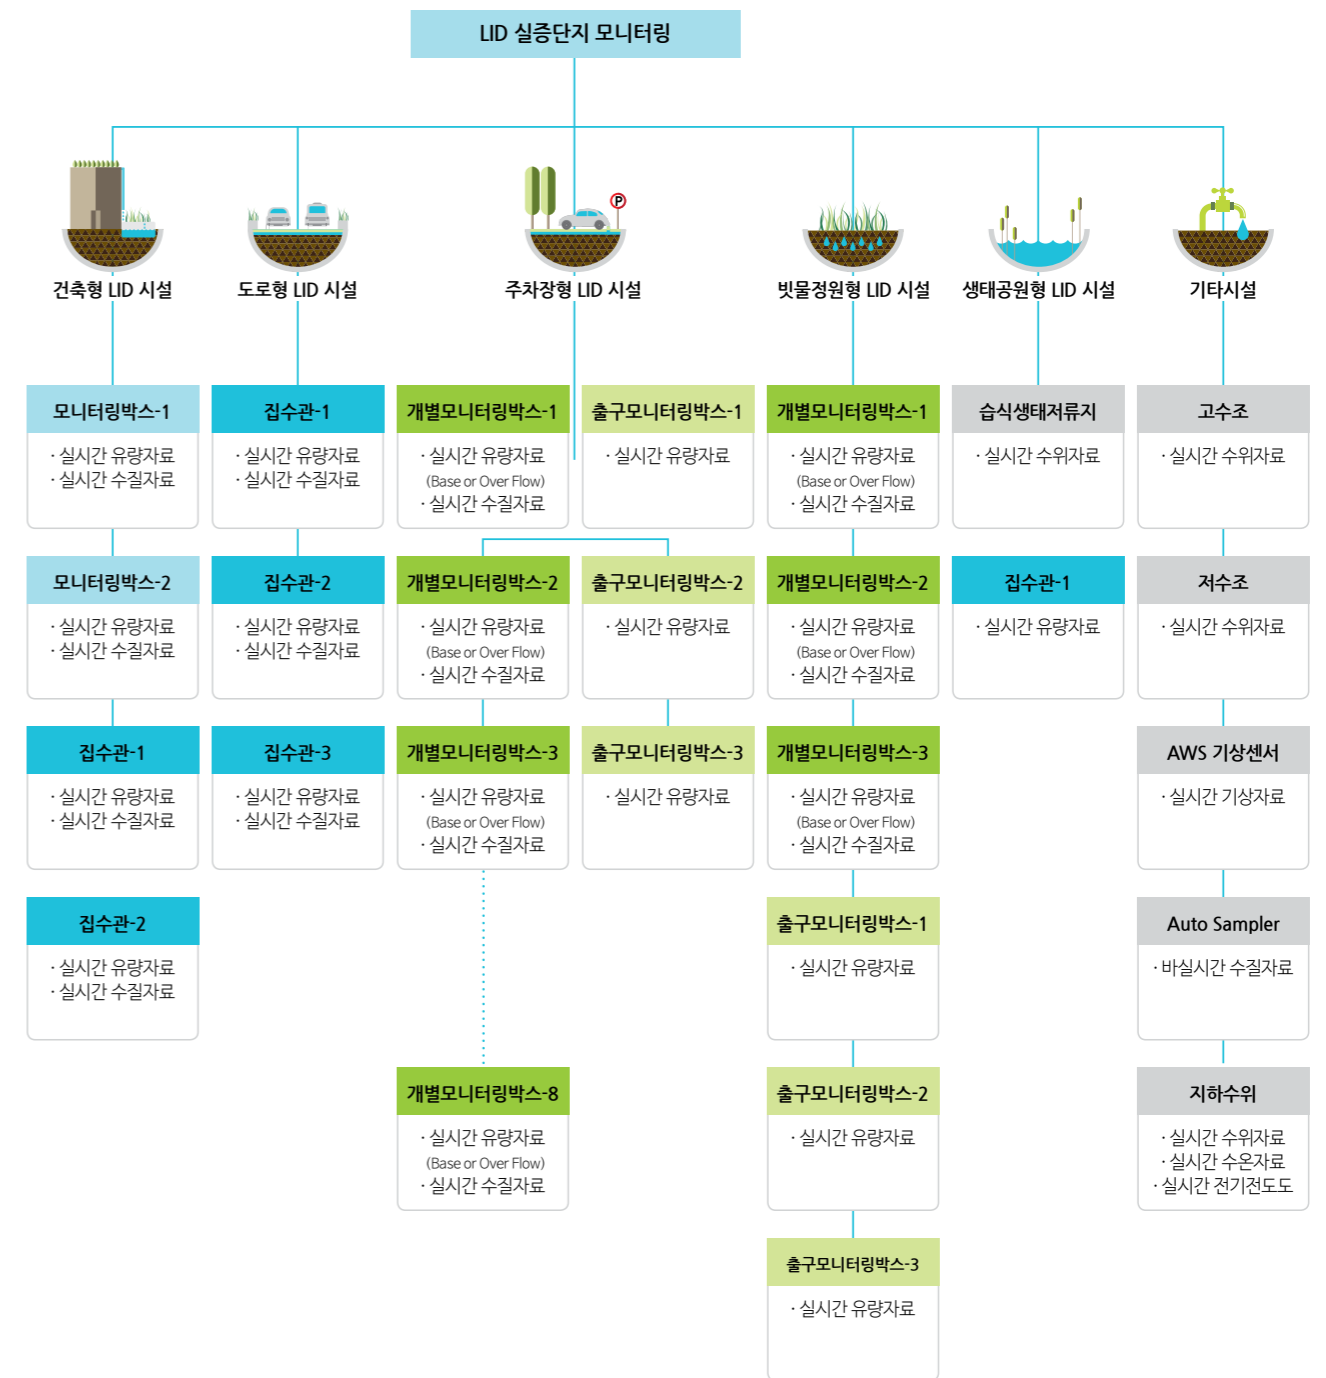 LID 실증단지 모니터링
P
건축형 LID 시설
도로형 LID 시설
주차장형 LID 시설
빗물정원형 LID 시설
생태공원형 LID 시설
기타시설
모니터링박스-1
· 실시간 유량자료
· 실시간 수질자료
모니터링박스-2
· 실시간 유량자료
· 실시간 수질자료
집수관-1
· 실시간 유량자료
· 실시간 수질자료
집수관-2
· 실시간 유량자료
· 실시간 수질자료
집수관-1
· 실시간 유량자료
· 실시간 수질자료
집수관-2
· 실시간 유량자료
· 실시간 수질자료
집수관-3
· 실시간 유량자료
· 실시간 수질자료
개별모니터링박스-1
· 실시간 유량자료
(Base or Over Flow)
· 실시간 수질자료
개별모니터링박스-2
· 실시간 유량자료
(Base or Over Flow)
· 실시간 수질자료
개별모니터링박스-3
· 실시간 유량자료
(Base or Over Flow)
· 실시간 수질자료
개별모니터링박스-8
· 실시간 유량자료
(Base or Over Flow)
· 실시간 수질자료
출구모니터링박스-1
· 실시간 유량자료
출구모니터링박스-2
· 실시간 유량자료
출구모니터링박스-3
· 실시간 유량자료
개별모니터링박스-1
· 실시간 유량자료
(Base or Over Flow)
· 실시간 수질자료
개별모니터링박스-2
· 실시간 유량자료
(Base or Over Flow)
· 실시간 수질자료
개별모니터링박스-3
· 실시간 유량자료
(Base or Over Flow)
· 실시간 수질자료
출구모니터링박스-1
· 실시간 유량자료
출구모니터링박스-2
· 실시간 유량자료
출구모니터링박스-3
· 실시간 유량자료
습식생태저류지
· 실시간 수위자료
집수관-1
· 실시간 유량자료
고수조
· 실시간 수위자료
저수조
· 실시간 수위자료
AWS 기상센서
· 실시간 기상자료
Auto Sampler
· 바실시간 수질자료
지하수위
· 실시간 수위자료
· 실시간 수온자료
· 실시간 전기전도도